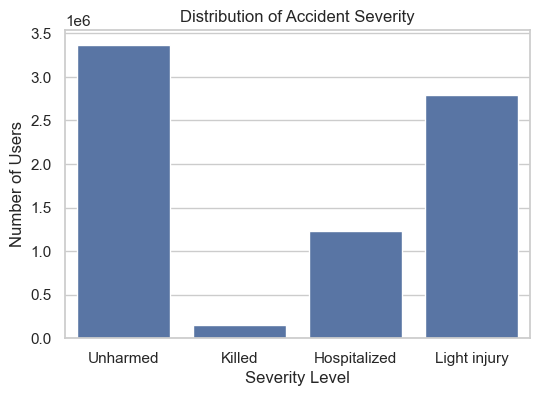 Distribution of Accident Severity
1e6
3.5
3.0
2.5
2.0
1.5
1.0
0.5
0.0
Number of Users
Unharmed Killed Hospitalized Light injury
Severity Level